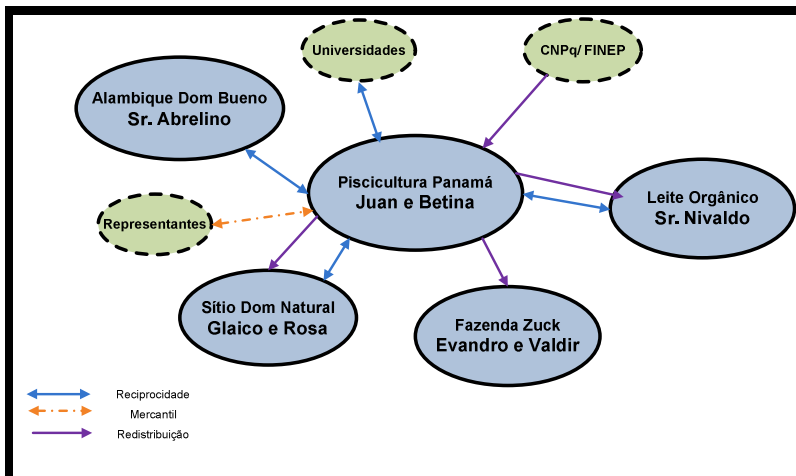 Universidades
CNPq/ FINEP
Alambique Dom Bueno
Sr. Abrelino
Piscicultura Panamá
Juan e Betina
Leite Orgânico
Sr. Nivaldo
Representantes
Sítio Dom Natural
Glaico e Rosa
Fazenda Zuck
Evandro e Valdir
Reciprocidade
Mercantil
Redistribuição